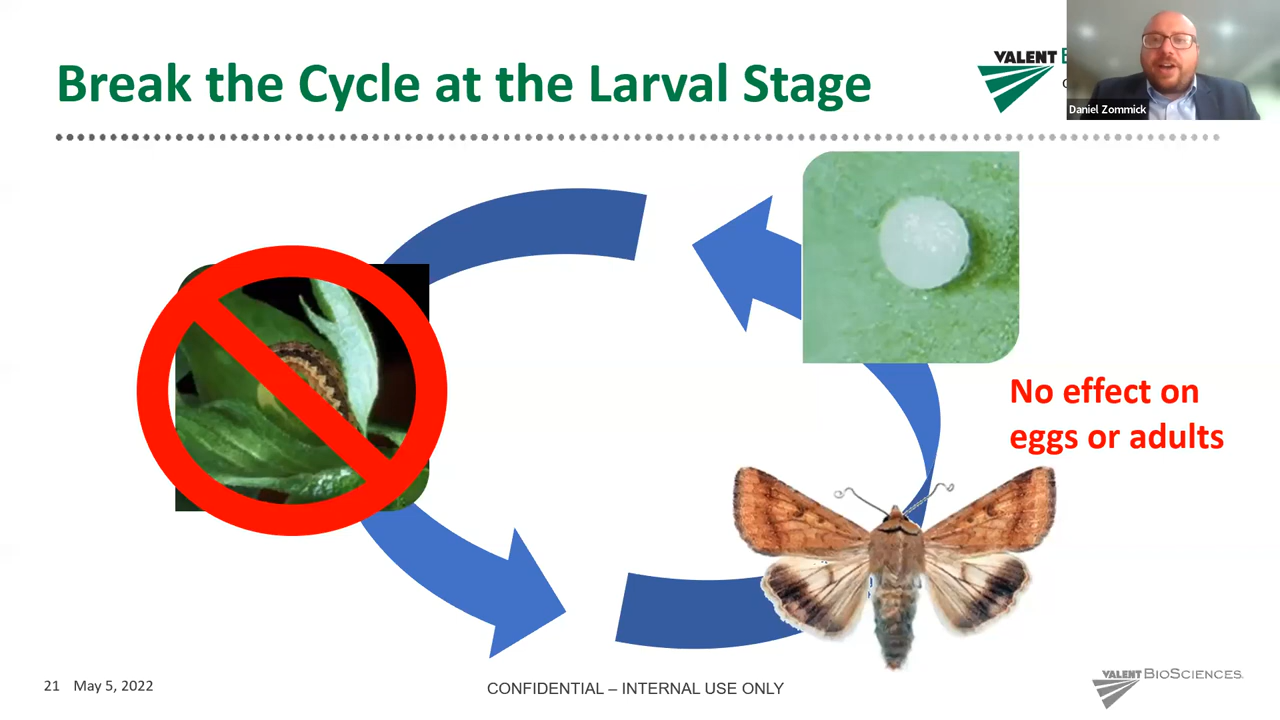 Break the Cycle at the Larval Stage
VALENT
Daniel Zommick
No effect on
eggs or adults
21 May 5, 2022
CONFIDENTIAL – INTERNAL USE ONLY
VALENT BIOSCIENCES